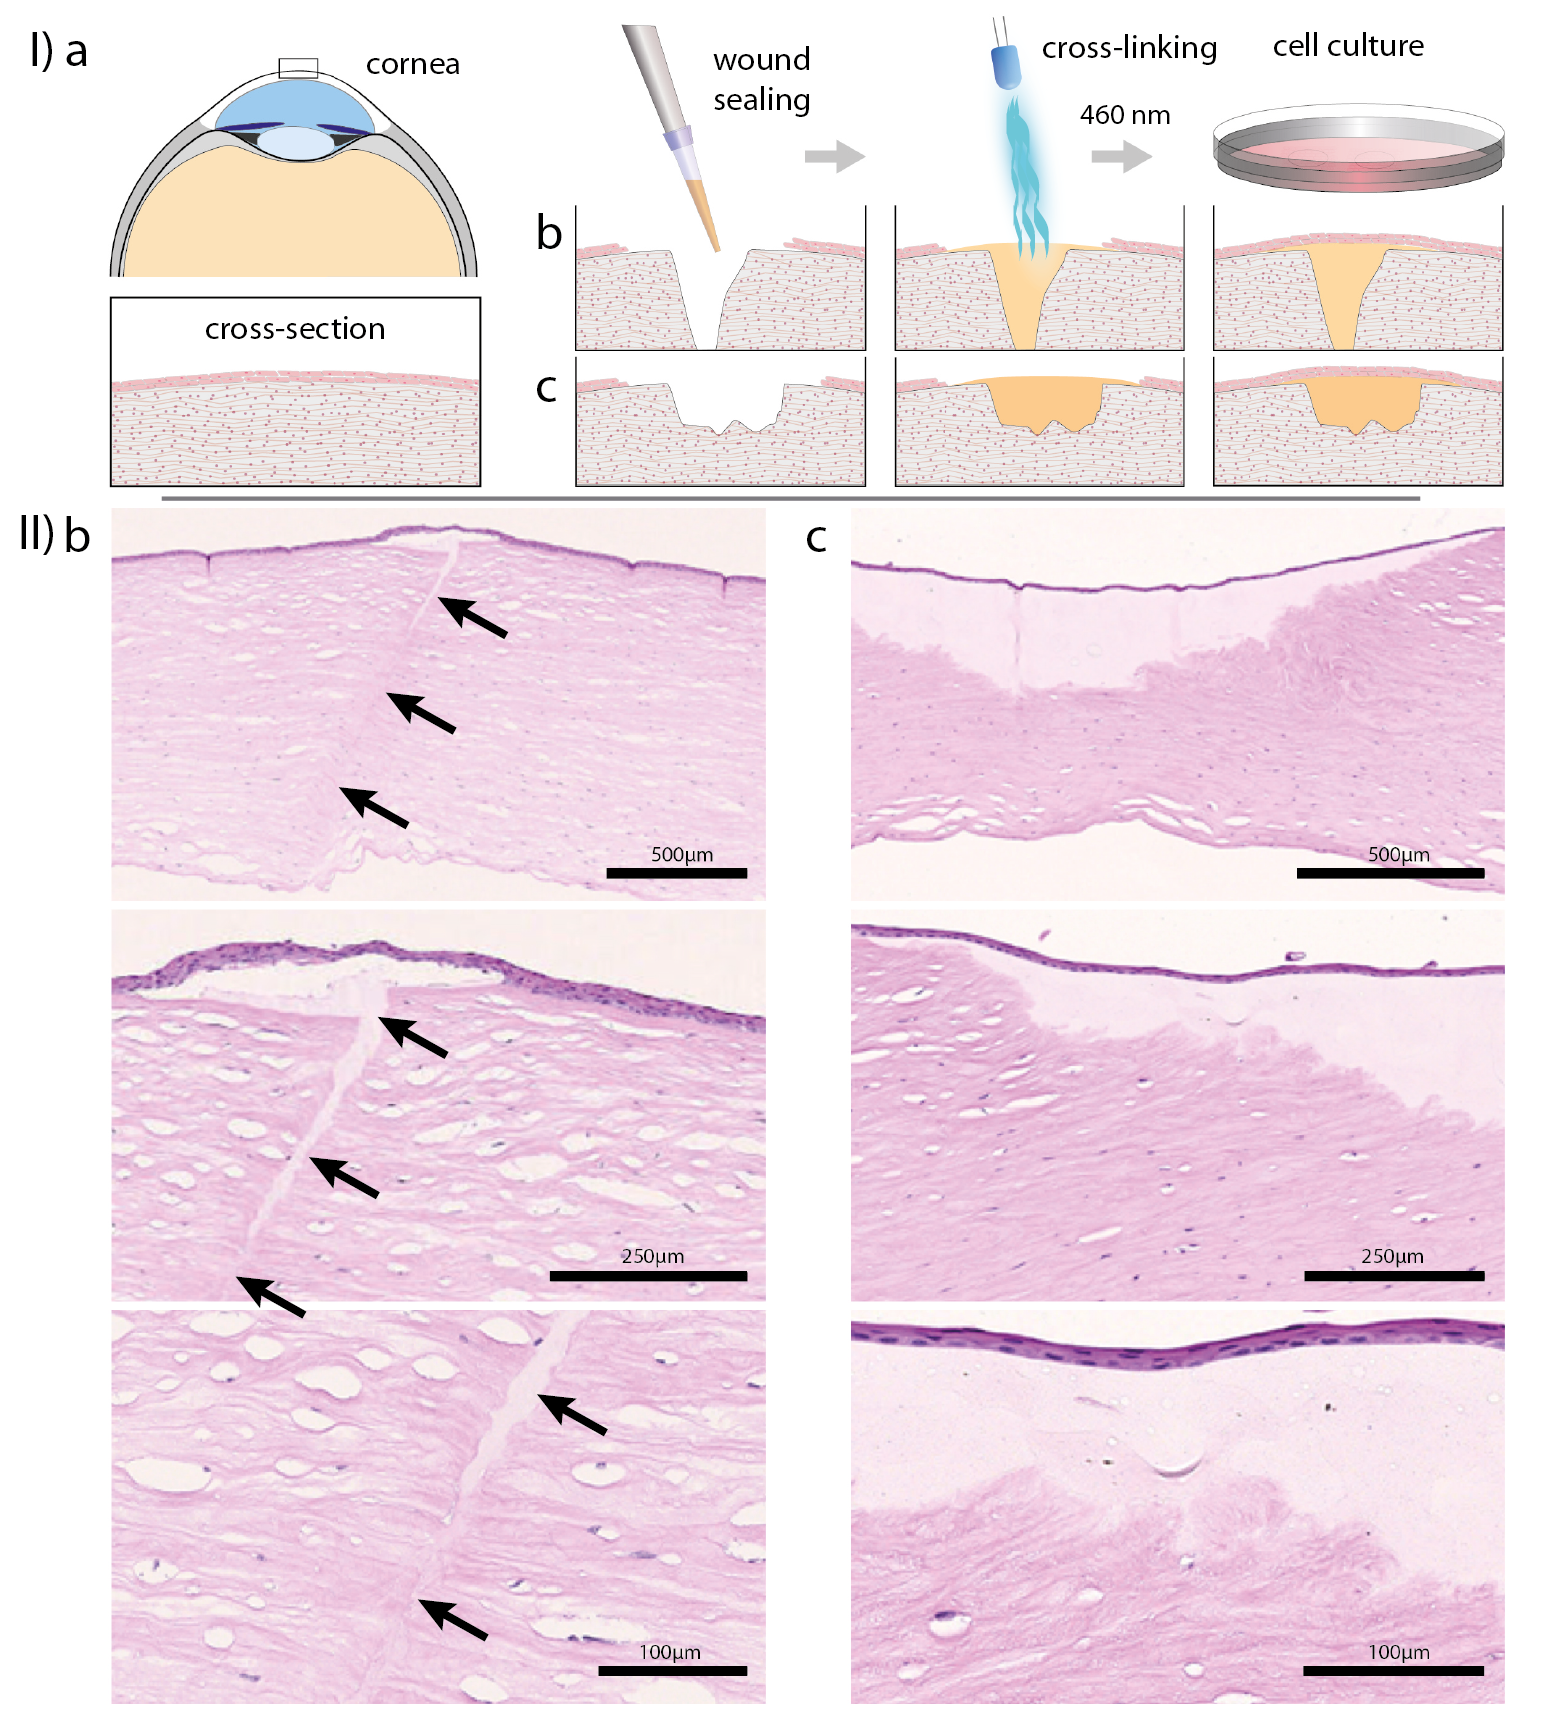 I) a
cornea
cross-section
wound
sealing
cross-linking
460 nm
cell culture
b
c
II) b
c
500µm
500µm
250µm
250µm
100µm
100µm